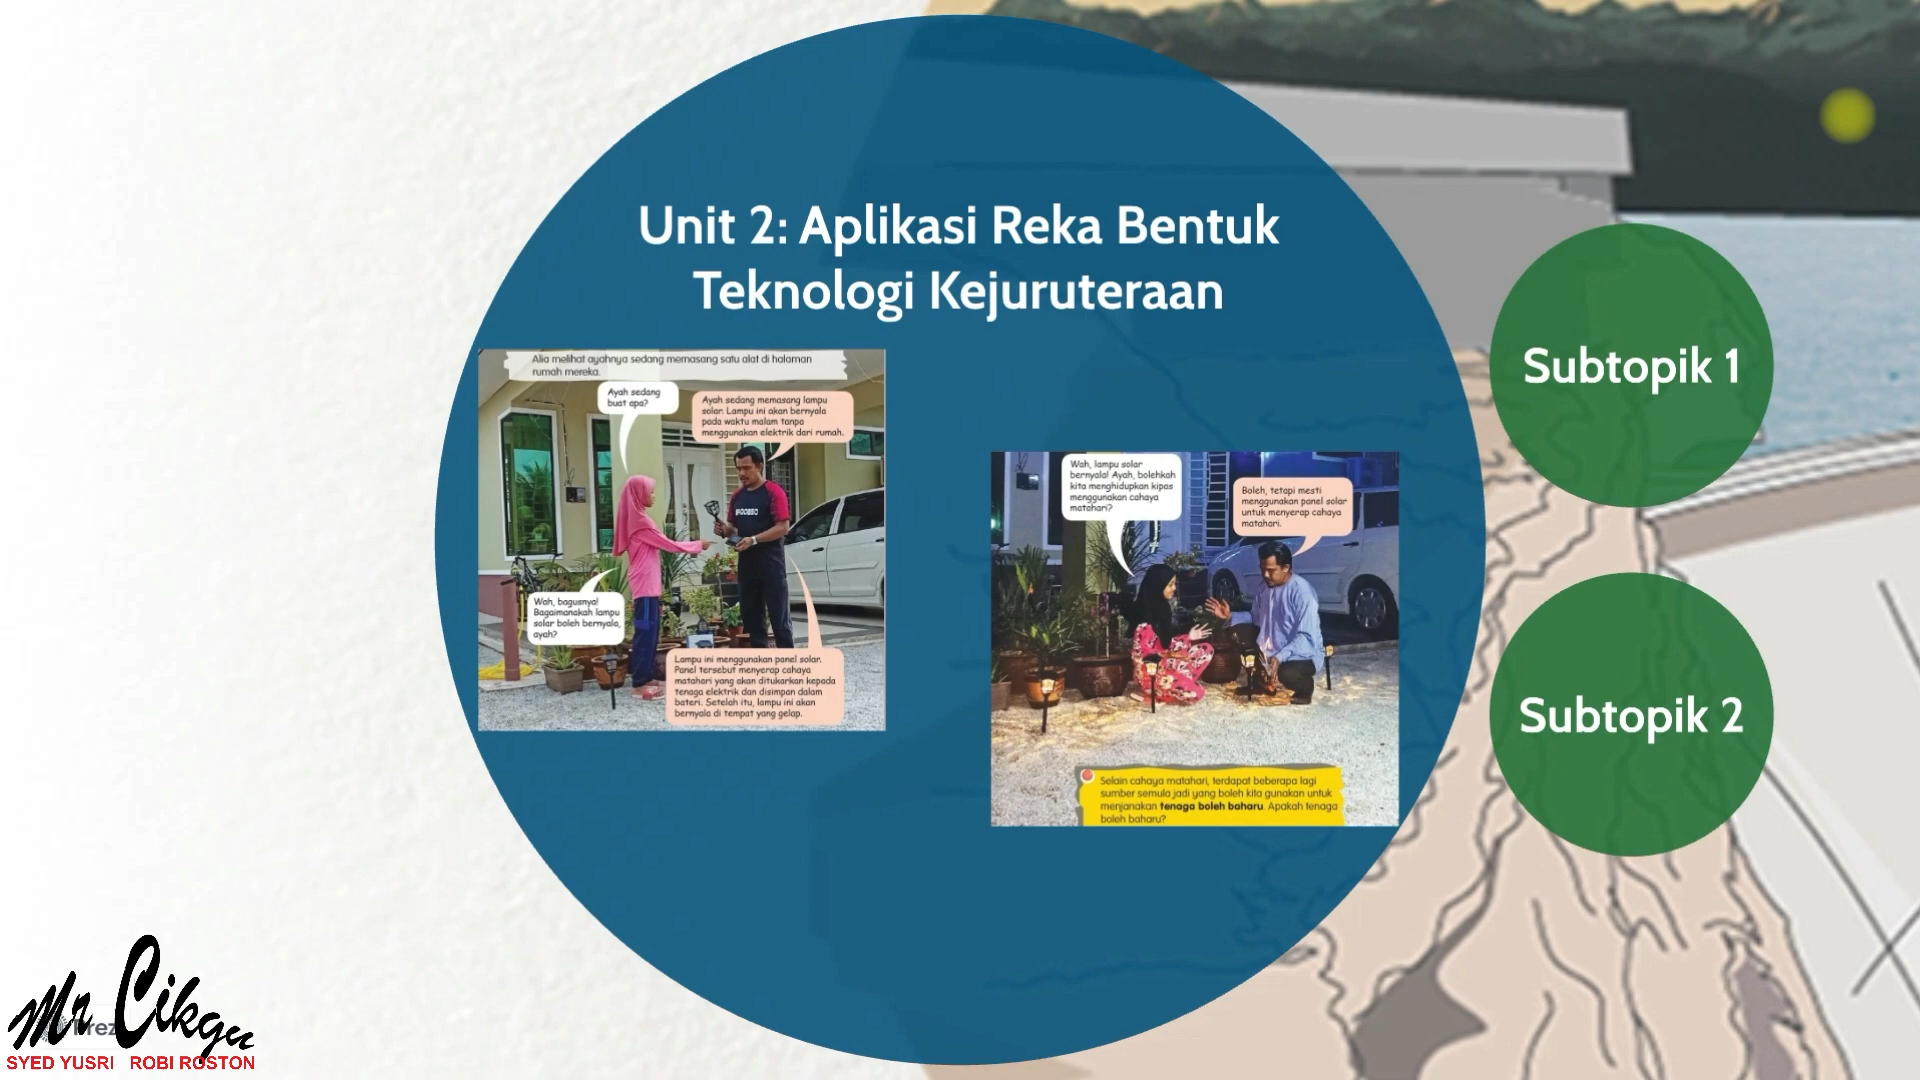 Unit 2: Aplikasi Reka Bentuk
Teknologi Kejuruteraan
Alia melihat ayahnya sedang memasang satu alat di halaman
rumah mereka.
Ayah sedang
buat apa?
Ayah sedang memasang lampu
solar. Lampu ini akan bernyala
pada waktu malam tanpa
menggunakan elektrik dari rumah.
Wah, bagusnya!
Bagaimanakah lampu
solar boleh bernyala,
ayah?
Lampu ini menggunakan panel solar.
Panel tersebut menyerap cahaya
matahari yang akan ditukarkan kepada
tenaga elektrik dan disimpan dalam
bateri. Setelah itu, lampu ini akan
bernyala di tempat yang gelap.
Wah, lampu solar
bernyala! Ayah, bolehkah
kita menghidupkan kipas
menggunakan cahaya
matahari?
Boleh, tetapi mesti
menggunakan panel solar
untuk menyerap cahaya
matahari.
Selain cahaya matahari, terdapat beberapa lagi
sumber semula jadi yang boleh kita gunakan untuk
menjanakan tenaga boleh baharu. Apakah tenaga
boleh baharu?
Subtopik 1
Subtopik 2
Mr Cikgu
SYED YUSRI ROBI ROSTON